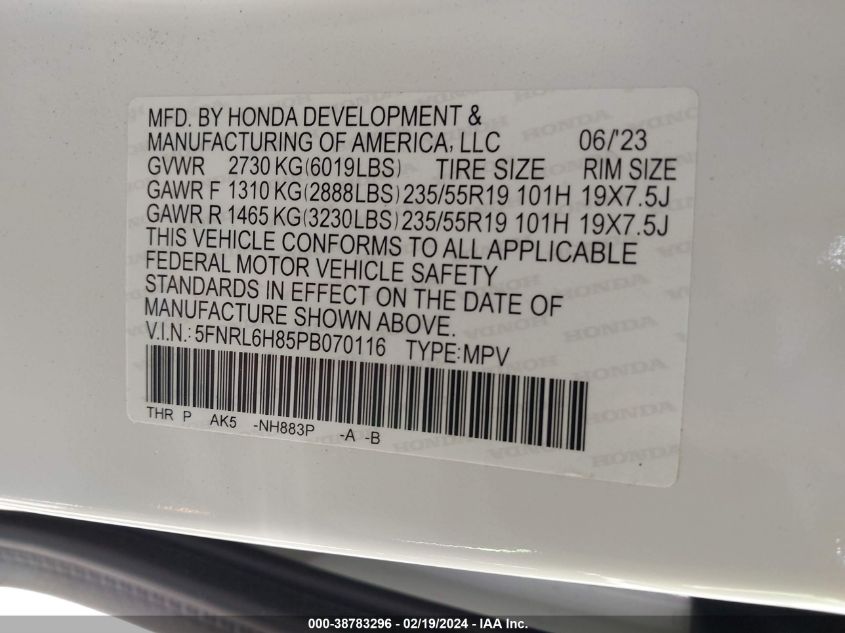 MFD. BY HONDA DEVELOPMENT &
MANUFACTURING OF AMERICA, LLC 06/'23
GVWR 2730 KG(6019LBS) TIRE SIZE RIM SIZE
GAWR F 1310 KG(2888LBS) 235/55R19 101H 19X7.5J
GAWR R 1465 KG(3230LBS) 235/55R19 101H 19X7.5J
THIS VEHICLE CONFORMS TO ALL APPLICABLE
FEDERAL MOTOR VEHICLE SAFETY
STANDARDS IN EFFECT ON THE DATE OF
MANUFACTURE SHOWN ABOVE.
V.I.N.: 5FNRL6H85PB070116 TYPE:MPV
THR P AK5 -NH883P -A -B
000-38783296 - 02/19/2024 - IAA Inc.